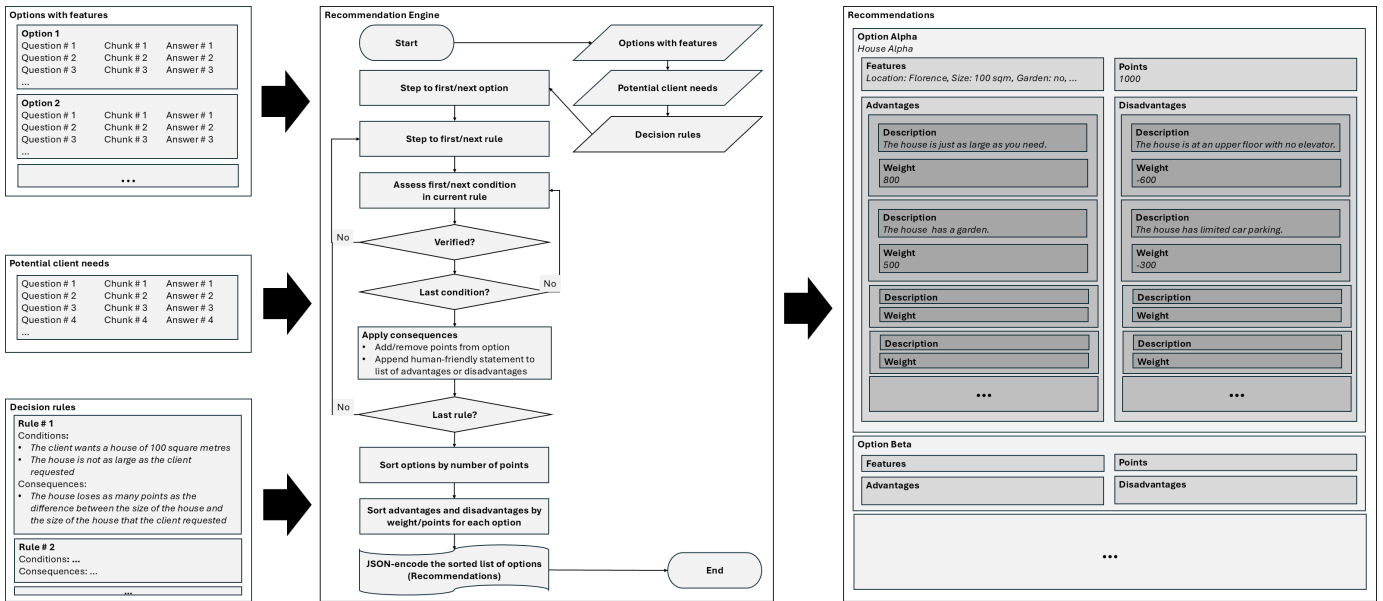 Options with features
Option 1
Question # 1 Chunk # 1 Answer # 1
Question # 2 Chunk # 2 Answer # 2
Question # 3 Chunk # 3 Answer # 3
...
Option 2
Question # 1 Chunk # 1 Answer # 1
Question # 2 Chunk # 2 Answer # 2
Question # 3 Chunk # 3 Answer # 3
...
...
Potential client needs
Question # 1 Chunk # 1 Answer # 1
Question # 2 Chunk # 2 Answer # 2
Question # 3 Chunk # 3 Answer # 3
Question # 4 Chunk # 4 Answer # 4
...
Decision rules
Rule # 1
Conditions:
• The client wants a house of 100 square metres
• The house is not as large as the client
requested
Consequences:
• The house loses as many points as the
difference between the size of the house and
the size of the house that the client requested
Rule # 2
Conditions: ...
Consequences: ...
...
Recommendation Engine
Start
Options with features
Step to first/next option
Potential client needs
Step to first/next rule
Decision rules
Assess first/next condition
in current rule
No
Verified?
Last condition?
No
Apply consequences
• Add/remove points from option
• Append human-friendly statement to
list of advantages or disadvantages
No
Last rule?
Sort options by number of points
Sort advantages and disadvantages by
weight/points for each option
JSON-encode the sorted list of options
(Recommendations)
End
Recommendations
Option Alpha
House Alpha
Features
Location: Florence, Size: 100 sqm, Garden: no, ...
Points
1000
Advantages
Description
The house is just as large as you need.
Weight
800
Description
The house has a garden.
Weight
500
Description
Weight
Description
Weight
...
Disadvantages
Description
The house is at an upper floor with no elevator.
Weight
-600
Description
The house has limited car parking.
Weight
-300
Description
Weight
Description
Weight
...
Option Beta
Features
Points
Advantages
Disadvantages
...